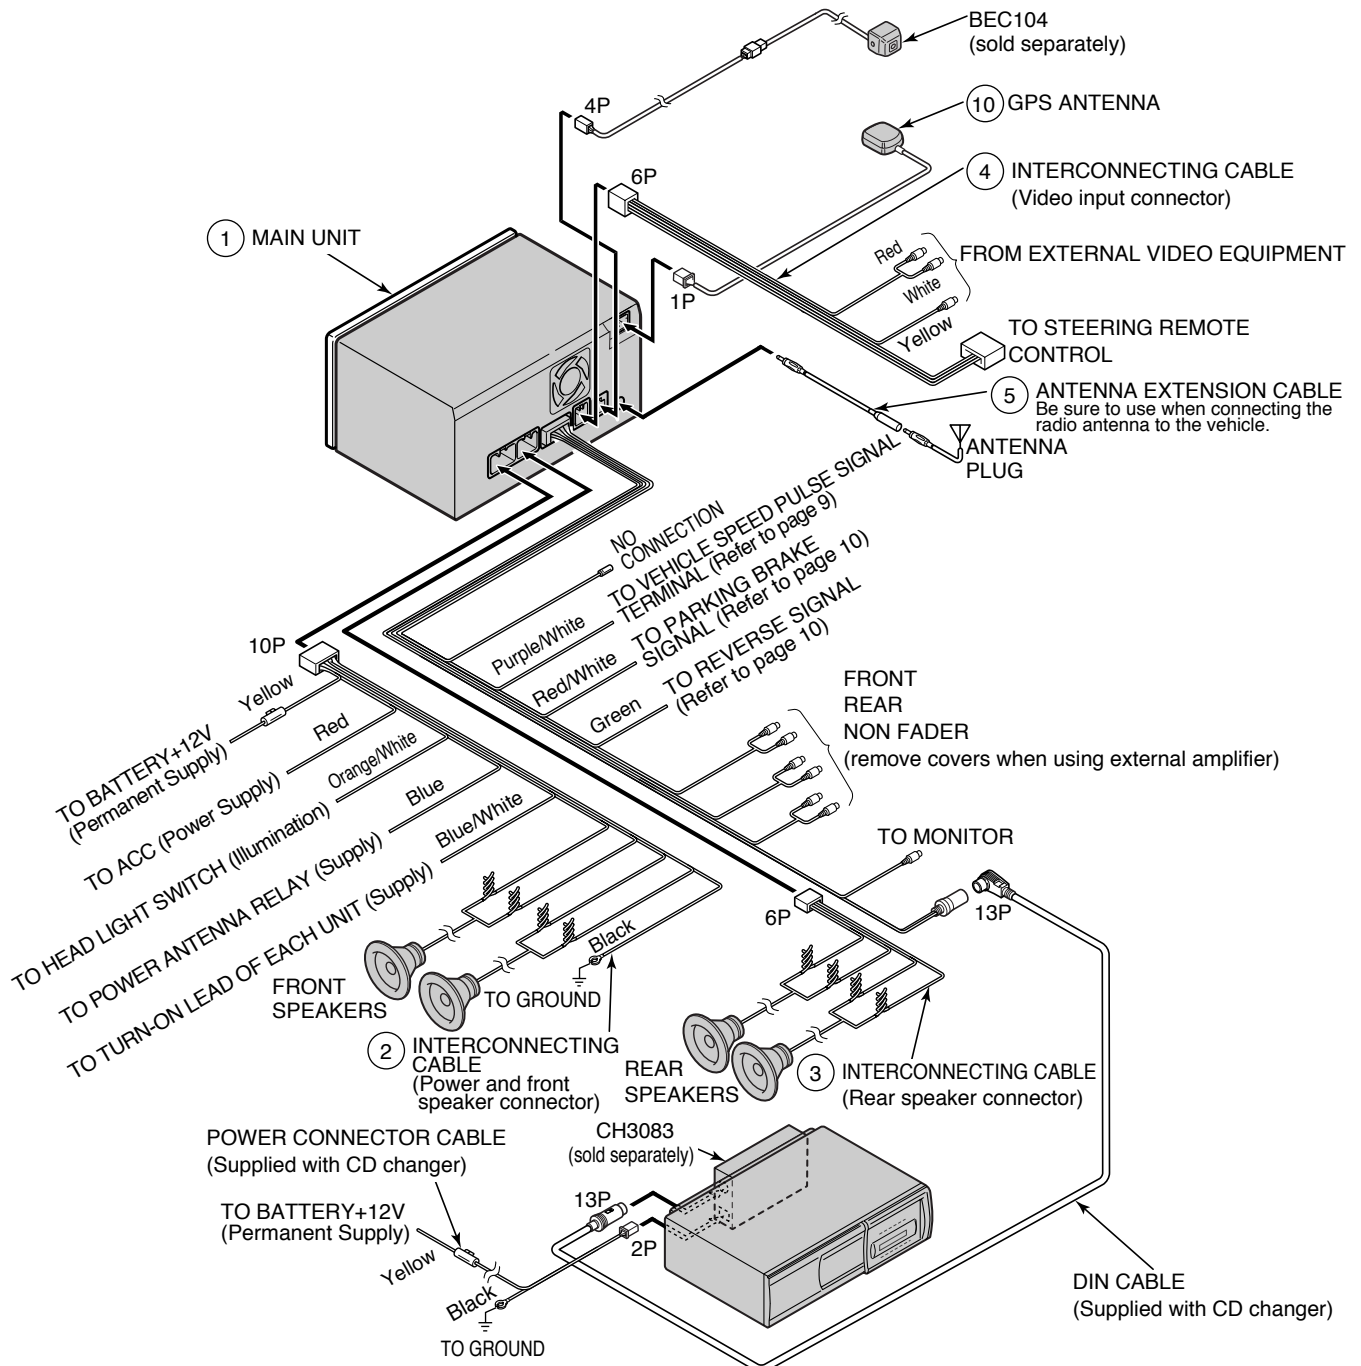 BEC104
(sold separately)
4P
10 GPS ANTENNA
6P
4 INTERCONNECTING CABLE
(Video input connector)
1 MAIN UNIT
Red
White
FROM EXTERNAL VIDEO EQUIPMENT
1P
Yellow
TO STEERING REMOTE
CONTROL
5 ANTENNA EXTENSION CABLE
Be sure to use when connecting the
radio antenna to the vehicle.
ANTENNA
PLUG
NO
CONNECTION
Purple/White
TO VEHICLE SPEED PULSE SIGNAL
TERMINAL (Refer to page 9)
Red/White
TO PARKING BRAKE
SIGNAL (Refer to page 10)
Green
TO REVERSE SIGNAL
(Refer to page 10)
10P
Yellow
TO BATTERY+12V
(Permanent Supply)
Red
TO ACC (Power Supply)
Orange/White
TO HEAD LIGHT SWITCH (Illumination)
Blue
TO POWER ANTENNA RELAY (Supply)
Blue/White
TO TURN-ON LEAD OF EACH UNIT (Supply)
FRONT
REAR
NON FADER
(remove covers when using external amplifier)
TO MONITOR
13P
6P
Black
TO GROUND
FRONT
SPEAKERS
2 INTERCONNECTING
CABLE
(Power and front
speaker connector)
REAR
SPEAKERS
3 INTERCONNECTING CABLE
(Rear speaker connector)
POWER CONNECTOR CABLE
(Supplied with CD changer)
CH3083
(sold separately)
13P
TO BATTERY+12V
(Permanent Supply)
2P
Yellow
Black
TO GROUND
DIN CABLE
(Supplied with CD changer)